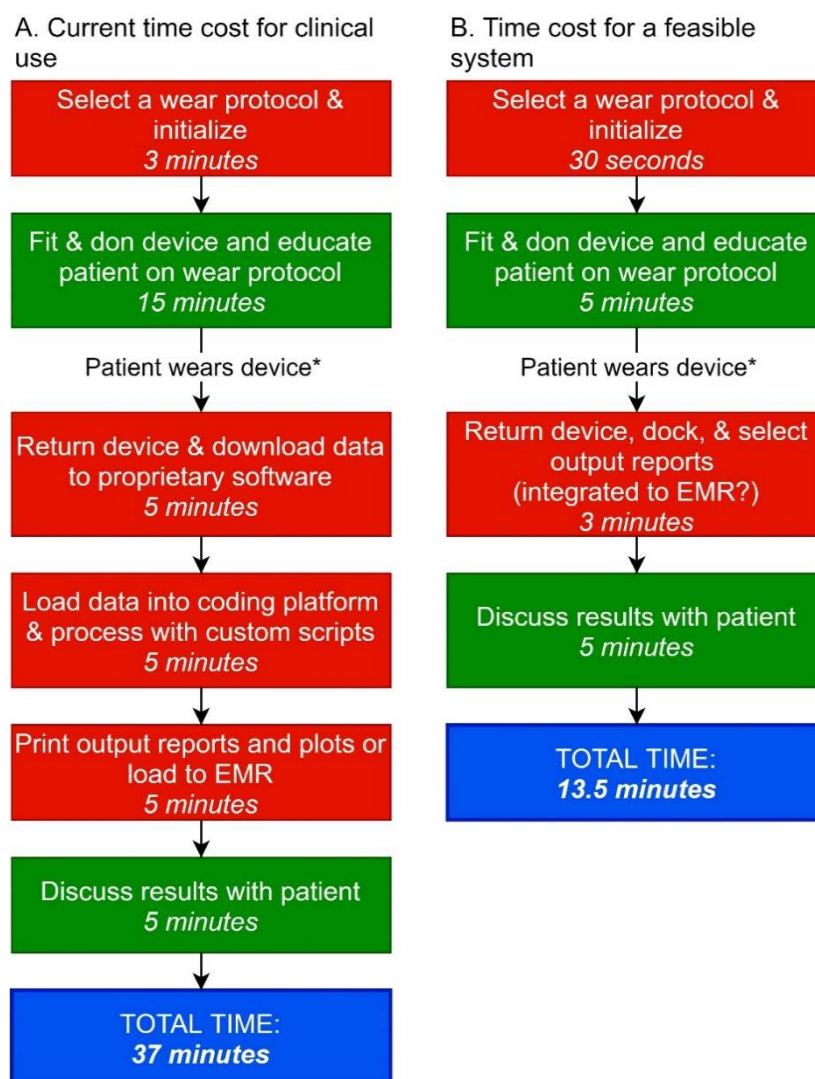 A. Current time cost for clinical
use
Select a wear protocol &
initialize
3 minutes
Fit & don device and educate
patient on wear protocol
15 minutes
Patient wears device*
Return device & download data
to proprietary software
5 minutes
Load data into coding platform
& process with custom scripts
5 minutes
Print output reports and plots or
load to EMR
5 minutes
Discuss results with patient
5 minutes
TOTAL TIME:
37 minutes
B. Time cost for a feasible
system
Select a wear protocol &
initialize
30 seconds
Fit & don device and educate
patient on wear protocol
5 minutes
Patient wears device*
Return device, dock, & select
output reports
(integrated to EMR?)
3 minutes
Discuss results with patient
5 minutes
TOTAL TIME:
13.5 minutes